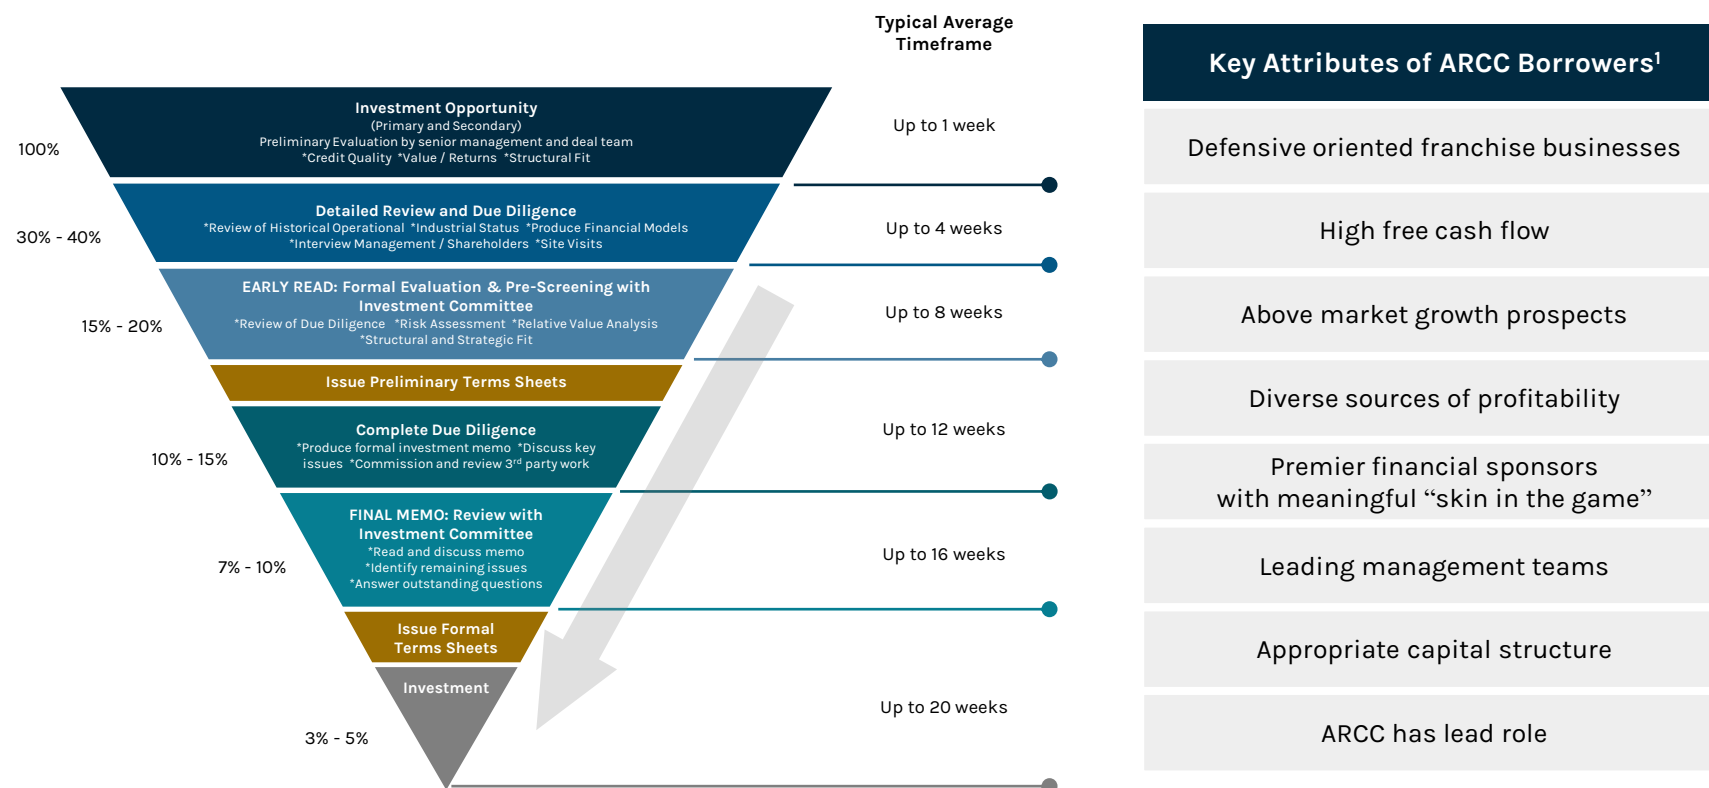 Typical Average
Timeframe
Investment Opportunity
(Primary and Secondary)
Preliminary Evaluation by senior management and deal team
*Credit Quality *Value / Returns *Structural Fit
100%
Up to 1 week
Detailed Review and Due Diligence
*Review of Historical Operational *Industrial Status *Produce Financial Models
*Interview Management / Shareholders *Site Visits
30% - 40%
Up to 4 weeks
EARLY READ: Formal Evaluation & Pre-Screening with
Investment Committee
*Review of Due Diligence *Risk Assessment *Relative Value Analysis
*Structural and Strategic Fit
15% - 20%
Up to 8 weeks
Issue Preliminary Terms Sheets
Complete Due Diligence
*Produce formal investment memo *Discuss key
issues *Commission and review 3rd party work
10% - 15%
Up to 12 weeks
FINAL MEMO: Review with
Investment Committee
*Read and discuss memo
*Identify remaining issues
*Answer outstanding questions
7% - 10%
Up to 16 weeks
Issue Formal
Terms Sheets
Investment
3% - 5%
Up to 20 weeks
Key Attributes of ARCC Borrowers¹
Defensive oriented franchise businesses
High free cash flow
Above market growth prospects
Diverse sources of profitability
Premier financial sponsors
with meaningful “skin in the game”
Leading management teams
Appropriate capital structure
ARCC has lead role